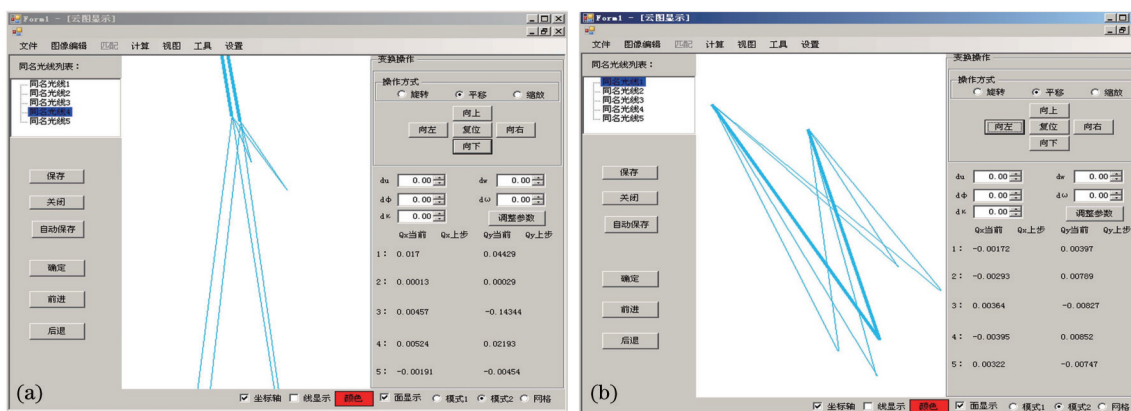 Form1 - [云图显示]
文件 图像编辑 匹配 计算 视图 工具 设置
同名光线列表：
同名光线1
同名光线2
同名光线3
同名光线4
同名光线5
保存
关闭
自动保存
确定
前进
后退
变换操作
操作方式
旋转 平移 缩放
向上
向左 复位 向右
向下
du 0.00 dw 0.00
dф 0.00 dω 0.00
dκ 0.00 调整参数
Qx当前 Qx上步 Qy当前 Qy上步
1： 0.017 0.04429
2： 0.00013 0.00029
3： 0.00457 -0.14344
4： 0.00524 0.02193
5： -0.00191 -0.00454
坐标轴 线显示 颜色 面显示 模式1 模式2 网格
(a)
Form1 - [云图显示]
文件 图像编辑 匹配 计算 视图 工具 设置
同名光线列表：
同名光线1
同名光线2
同名光线3
同名光线4
同名光线5
保存
关闭
自动保存
确定
前进
后退
变换操作
操作方式
旋转 平移 缩放
向上
向左 复位 向右
向下
du 0.00 dw 0.00
dф 0.00 dω 0.00
dκ 0.00 调整参数
Qx当前 Qx上步 Qy当前 Qy上步
1： -0.00172 0.00397
2： -0.00293 0.00789
3： 0.00364 -0.00827
4： -0.00395 0.00852
5： 0.00322 -0.00747
坐标轴 线显示 颜色 面显示 模式1 模式2 网格
(b)